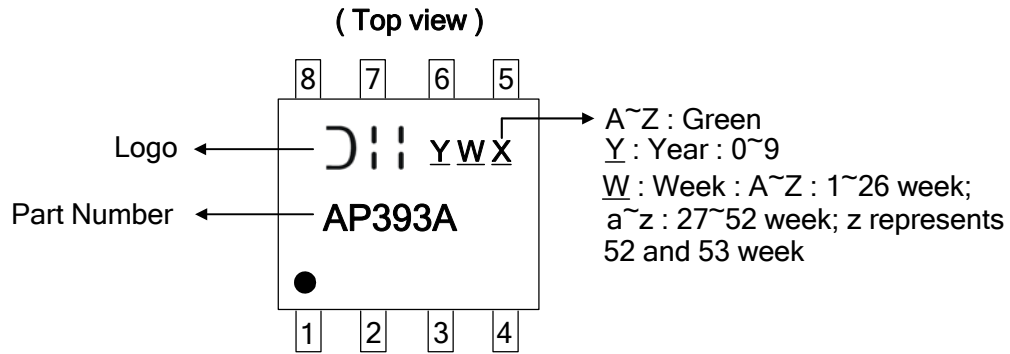 ( Top view )
8 7 6 5
Logo
Y W X
A~Z : Green
Y : Year : 0~9
W : Week : A~Z : 1~26 week;
a~z : 27~52 week; z represents
52 and 53 week
Part Number
AP393A
1 2 3 4